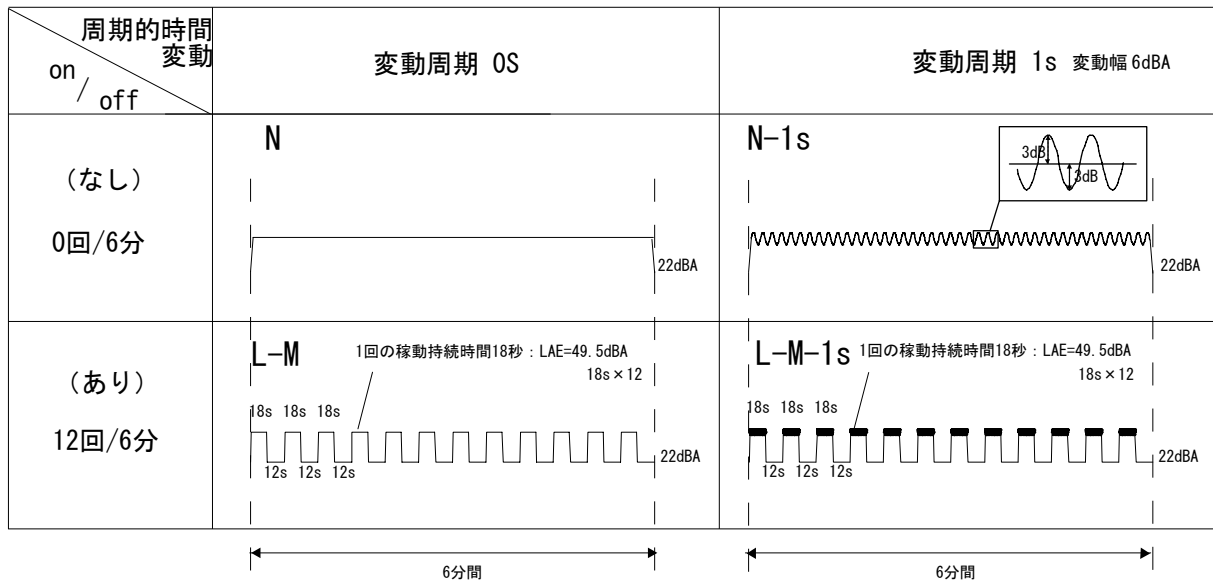 周期的時間
変動
on/off
変動周期 0S
変動周期 1s 変動幅6dBA
(なし)
0回/6分
N
22dBA
N-1s
3dB
3dB
22dBA
(あり)
12回/6分
L-M
1回の稼動持続時間18秒:LAE=49.5dBA
18s×12
18s 18s 18s
12s 12s 12s
22dBA
L-M-1s
1回の稼動持続時間18秒:LAE=49.5dBA
18s×12
18s 18s 18s
12s 12s 12s
22dBA
6分間
6分間